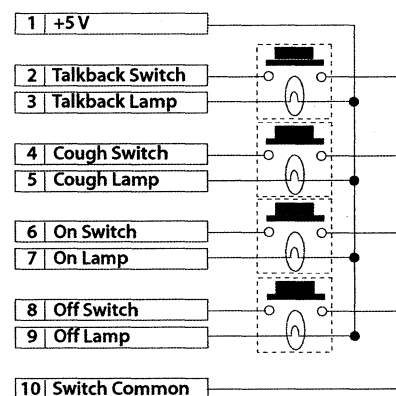 1 +5 V
2 Talkback Switch
3 Talkback Lamp
4 Cough Switch
5 Cough Lamp
6 On Switch
7 On Lamp
8 Off Switch
9 Off Lamp
10 Switch Common